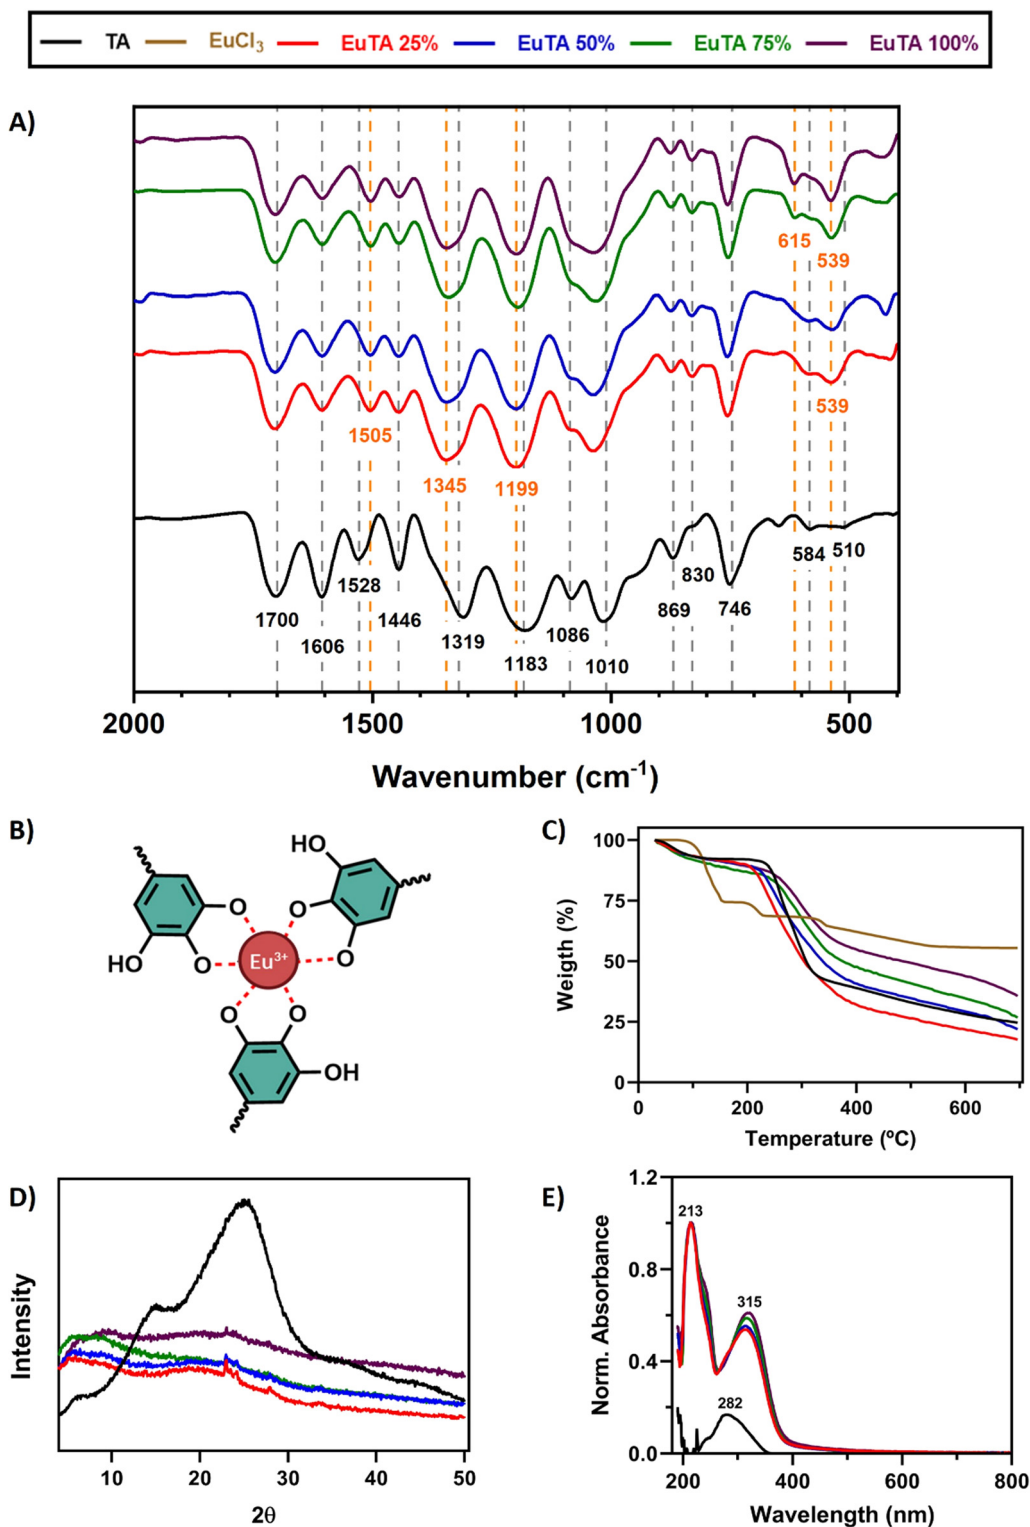 TA EuCl3 EuTA 25% EuTA 50% EuTA 75% EuTA 100%
A)
615
539
539
1505
1345
1199
584
510
1528
830
1700
1446
869
746
1606
1319
1086
1183
1010
2000 1500 1000 500
Wavenumber (cm-1)
B)
HO
O
O
HO
O
Eu3+
O
O
O
OH
C)
100
75
50
25
0
Weigth (%)
0 200 400 600
Temperature (ºC)
D)
Intensity
10 20 30 40 50
2θ
E)
1.2
0.8
0.4
0.0
Norm. Absorbance
213
315
282
200 400 600 800
Wavelength (nm)